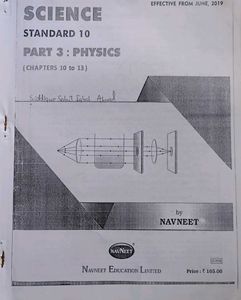 EFFECTIVE FROM JUNE, 2019
SCIENCE
STANDARD 10
PART 3 : PHYSICS
(CHAPTERS 10 to 13)
by
NAVNEET
NAVNEET
NAVNEET EDUCATION LIMITED
Price : ₹ 105.00